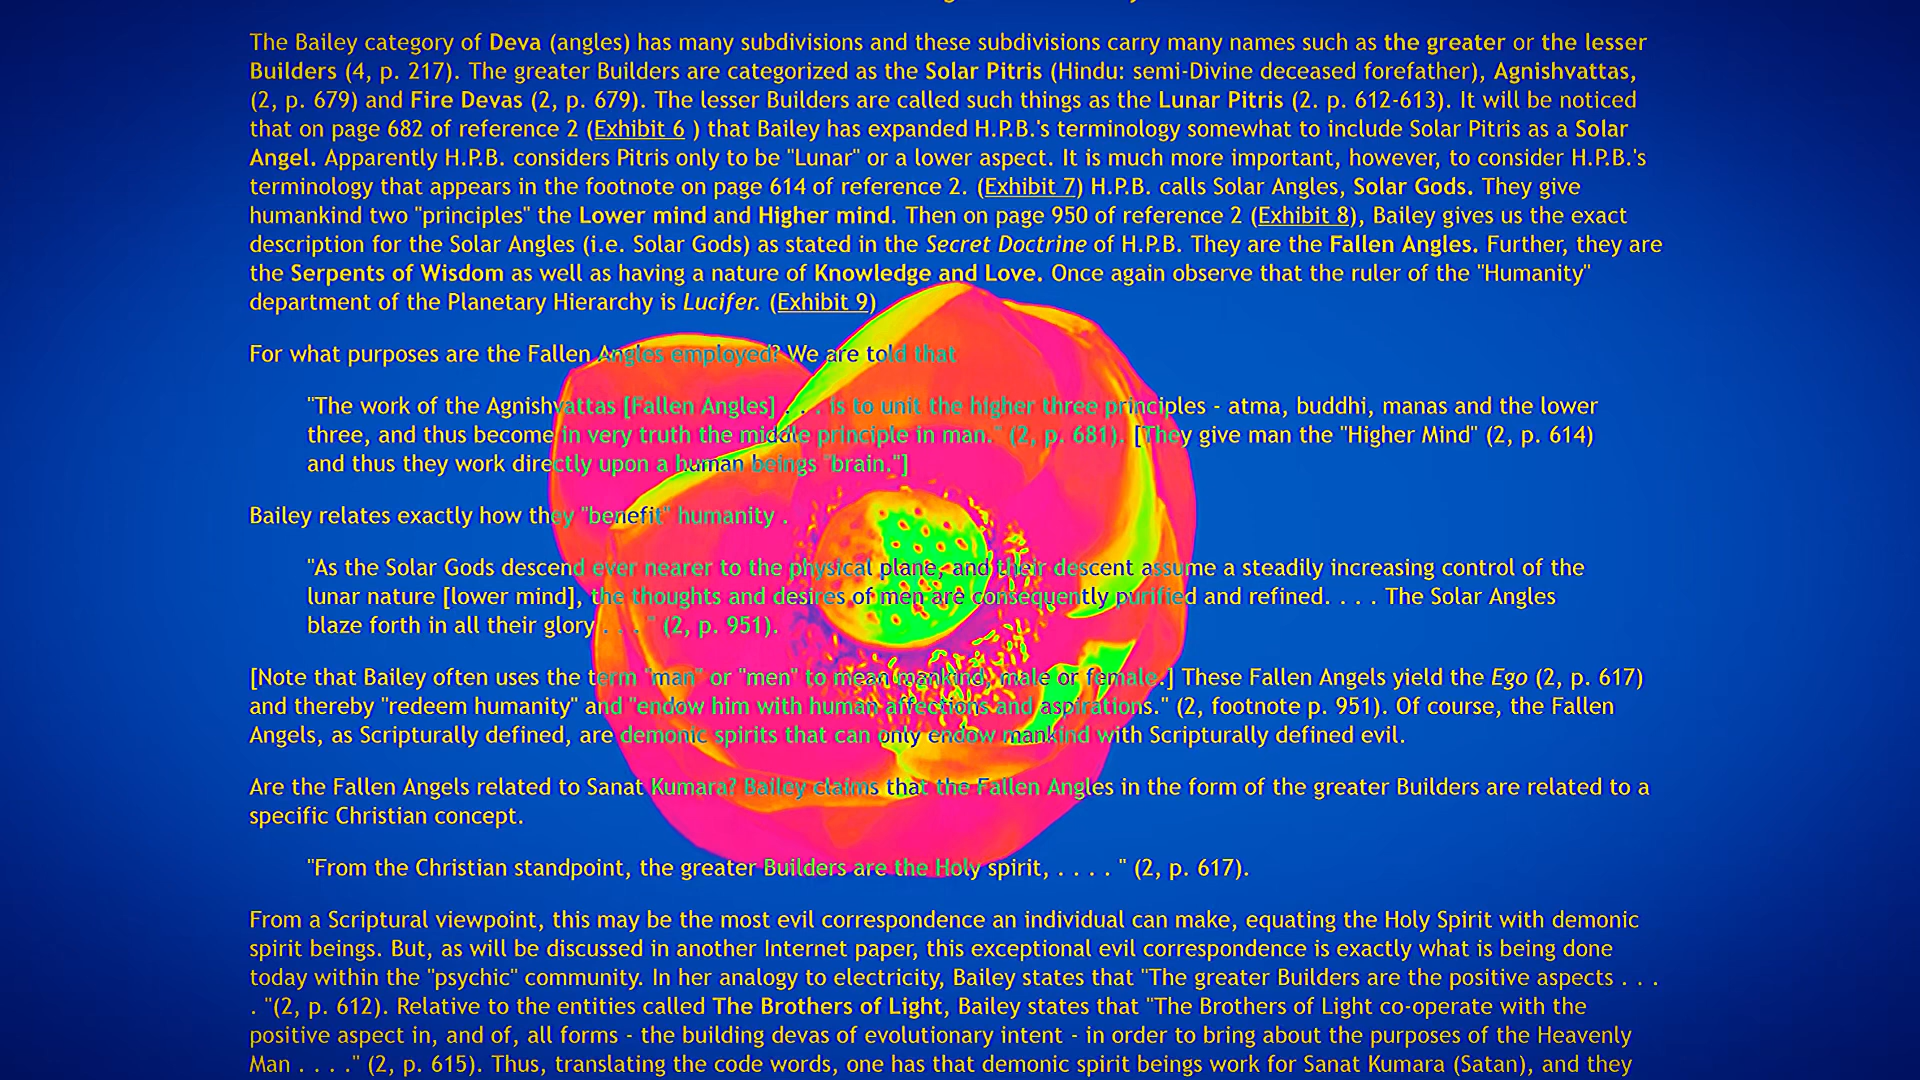 The Bailey category of Deva (angles) has many subdivisions and these subdivisions carry many names such as the greater or the lesser
Builders (4, p. 217). The greater Builders are categorized as the Solar Pitris (Hindu: semi-Divine deceased forefather), Agnishvattas,
(2, p. 679) and Fire Devas (2, p. 679). The lesser Builders are called such things as the Lunar Pitris (2. p. 612-613). It will be noticed
that on page 682 of reference 2 (Exhibit 6 ) that Bailey has expanded H.P.B.'s terminology somewhat to include Solar Pitris as a Solar
Angel. Apparently H.P.B. considers Pitris only to be "Lunar" or a lower aspect. It is much more important, however, to consider H.P.B.'s
terminology that appears in the footnote on page 614 of reference 2. (Exhibit 7) H.P.B. calls Solar Angles, Solar Gods. They give
humankind two "principles" the Lower mind and Higher mind. Then on page 950 of reference 2 (Exhibit 8), Bailey gives us the exact
description for the Solar Angles (i.e. Solar Gods) as stated in the Secret Doctrine of H.P.B. They are the Fallen Angles. Further, they are
the Serpents of Wisdom as well as having a nature of Knowledge and Love. Once again observe that the ruler of the "Humanity"
department of the Planetary Hierarchy is Lucifer. (Exhibit 9)
For what purposes are the Fallen Angles employed? We are told that
"The work of the Agnishvattas [Fallen Angles] . . . is to unit the higher three principles - atma, buddhi, manas and the lower
three, and thus become in very truth the middle principle in man." (2, p. 681). [They give man the "Higher Mind" (2, p. 614)
and thus they work directly upon a human beings "brain."]
Bailey relates exactly how they "benefit" humanity .
"As the Solar Gods descend ever nearer to the physical plane, and their descent assume a steadily increasing control of the
lunar nature [lower mind], the thoughts and desires of men are consequently purified and refined. . . . The Solar Angles
blaze forth in all their glory . . . " (2, p. 951).
[Note that Bailey often uses the term "man" or "men" to mean mankind, male or female.] These Fallen Angels yield the Ego (2, p. 617)
and thereby "redeem humanity" and "endow him with human affections and aspirations." (2, footnote p. 951). Of course, the Fallen
Angels, as Scripturally defined, are demonic spirits that can only endow mankind with Scripturally defined evil.
Are the Fallen Angels related to Sanat Kumara? Bailey claims that the Fallen Angles in the form of the greater Builders are related to a
specific Christian concept.
"From the Christian standpoint, the greater Builders are the Holy spirit, . . . . " (2, p. 617).
From a Scriptural viewpoint, this may be the most evil correspondence an individual can make, equating the Holy Spirit with demonic
spirit beings. But, as will be discussed in another Internet paper, this exceptional evil correspondence is exactly what is being done
today within the "psychic" community. In her analogy to electricity, Bailey states that "The greater Builders are the positive aspects . . .
. "(2, p. 612). Relative to the entities called The Brothers of Light, Bailey states that "The Brothers of Light co-operate with the
positive aspect in, and of, all forms - the building devas of evolutionary intent - in order to bring about the purposes of the Heavenly
Man . . . ." (2, p. 615). Thus, translating the code words, one has that demonic spirit beings work for Sanat Kumara (Satan), and they